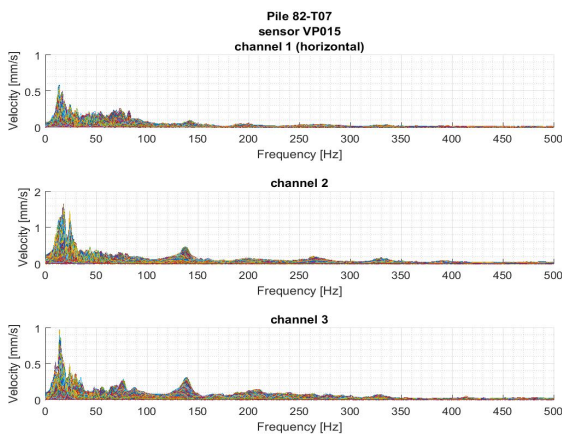 Pile 82-T07
sensor VP015
channel 1 (horizontal)
Velocity [mm/s]
1
0.5
0
0 50 100 150 200 250 300 350 400 450 500
Frequency [Hz]
channel 2
Velocity [mm/s]
2
1
0
0 50 100 150 200 250 300 350 400 450 500
Frequency [Hz]
channel 3
Velocity [mm/s]
1
0.5
0
0 50 100 150 200 250 300 350 400 450 500
Frequency [Hz]